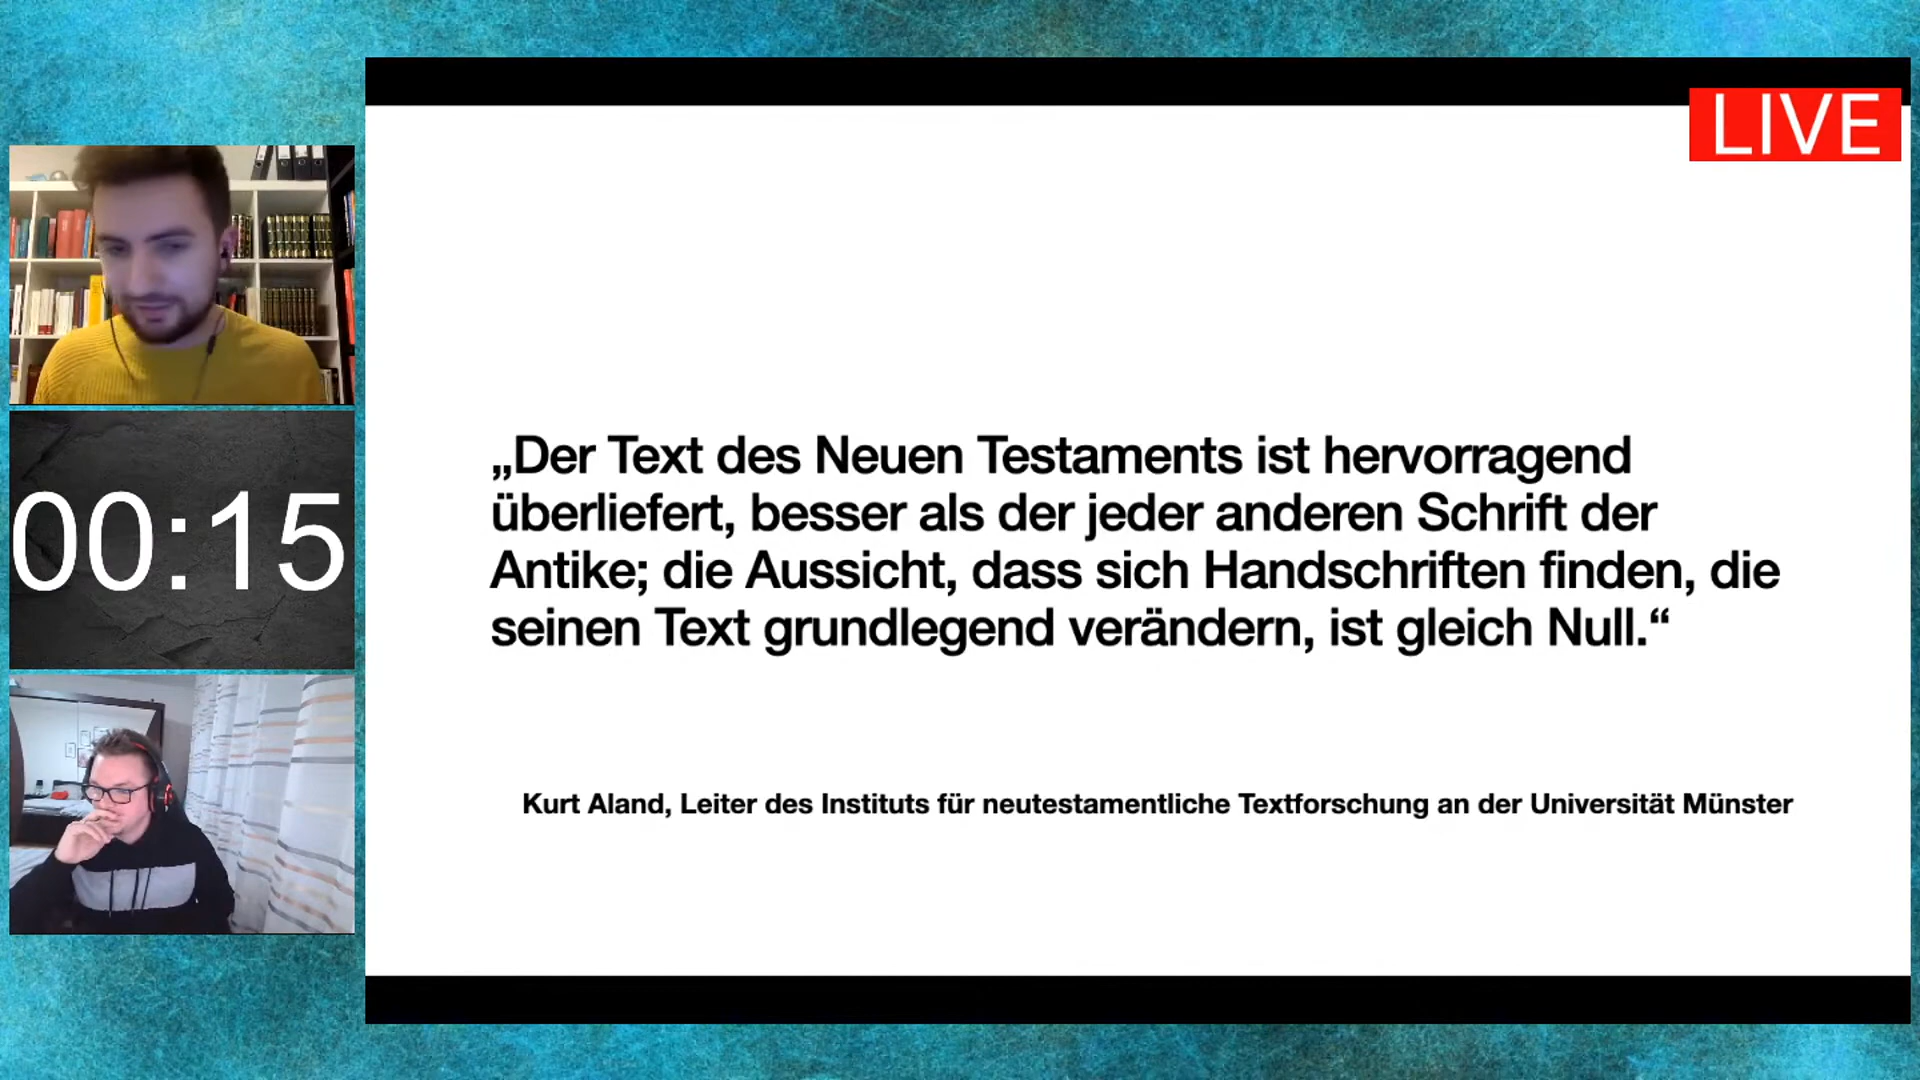 LIVE
00:15
„Der Text des Neuen Testaments ist hervorragend
überliefert, besser als der jeder anderen Schrift der
Antike; die Aussicht, dass sich Handschriften finden, die
seinen Text grundlegend verändern, ist gleich Null.“
Kurt Aland, Leiter des Instituts für neutestamentliche Textforschung an der Universität Münster